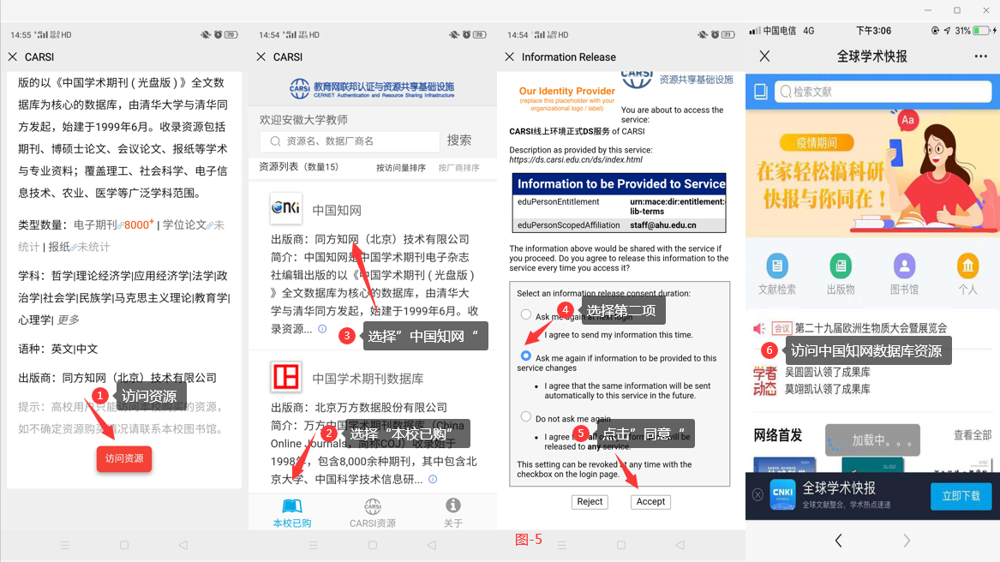 14:55 HD 70
CARSI
版的以《中国学术期刊 ( 光盘版 ) 》全文数
据库为核心的数据库，由清华大学与清华同
方发起，始建于1999年6月。收录资源包括
期刊、博硕士论文、会议论文、报纸等学术
与专业资料；覆盖理工、社会科学、电子信
息技术、农业、医学等广泛学科范围。
类型数量：电子期刊8000+ | 学位论文未
统计 | 报纸未统计
学科：哲学|理论经济学|应用经济学|法学|政
治学|社会学|民族学|马克思主义理论|教育学|
心理学| 更多
语种：英文|中文
出版商：同方知网（北京）技术有限公司
1 访问资源
提示：高校用户只能访问本校购买的资源，
如不确定资源购买情况请联系本校图书馆。
访问资源
14:54 HD 70
CARSI
CARSI 教育网联邦认证与资源共享基础设施
CERNET Authentication and Resource Sharing Infrastructure
欢迎安徽大学教师
资源名、数据厂商名 搜索
资源列表（数量15） 按访问量排序 按厂商排序
cnki 中国知网
出版商：同方知网（北京）技术有限公司
简介：中国知网是中国学术期刊电子杂志
社编辑出版的以《中国学术期刊 ( 光盘版 )
》全文数据库为核心的数据库，由清华大
学与清华同方发起，始建于1999年6月。收
录资源...
3 选择”中国知网“
中国学术期刊数据库
出版商：北京万方数据股份有限公司
简介：万方中国学术期刊数据库（China
2 选择“本校已购”
Online Journals，简称COJ）收录始于
1998年，包含8,000余种期刊，其中包含北
京大学、中国科学技术信息研...
本校已购 CARSI资源 关于
14:54 HD 71
Information Release
Our Identity Provider
(replace this placeholder with your
organizational logo / label)
CARSI 资源共享基础设施
You are about to access the
service:
CARSI线上环境正式DS服务 of CARSI
Description as provided by this service:
https://ds.carsi.edu.cn/ds/index.html
Information to be Provided to Service
eduPersonEntitlement urn:mace:dir:entitlement:
lib-terms
eduPersonScopedAffiliation staff@ahu.edu.cn
The information above would be shared with the service if
you proceed. Do you agree to release this information to the
service every time you access it?
Select an information release consent duration:
4 选择第二项
Ask me again at next login
I agree to send my information this time.
Ask me again if information to be provided to this
service changes
I agree that the same information will be sent
automatically to this service in the future.
Do not ask me again
5 点击”同意“
I agree all
released to any service.
This setting can be revoked at any time with the
checkbox on the login page.
Reject Accept
图-5
中国电信 4G 下午3:06 31%
全球学术快报
检索文献
Aa
疫情期间
在家轻松搞科研
快报与你同在！
文献检索 出版物 图书馆 个人
会议 第二十九届欧洲生物质大会暨展览会
6 访问中国知网数据库资源
学者
动态
吴圆圆认领了成果库
莫翊凯认领了成果库
网络首发 查看全部
加载中。。。
CNKI
全球学术快报
全球文献整合，学术热点速递
立即下载